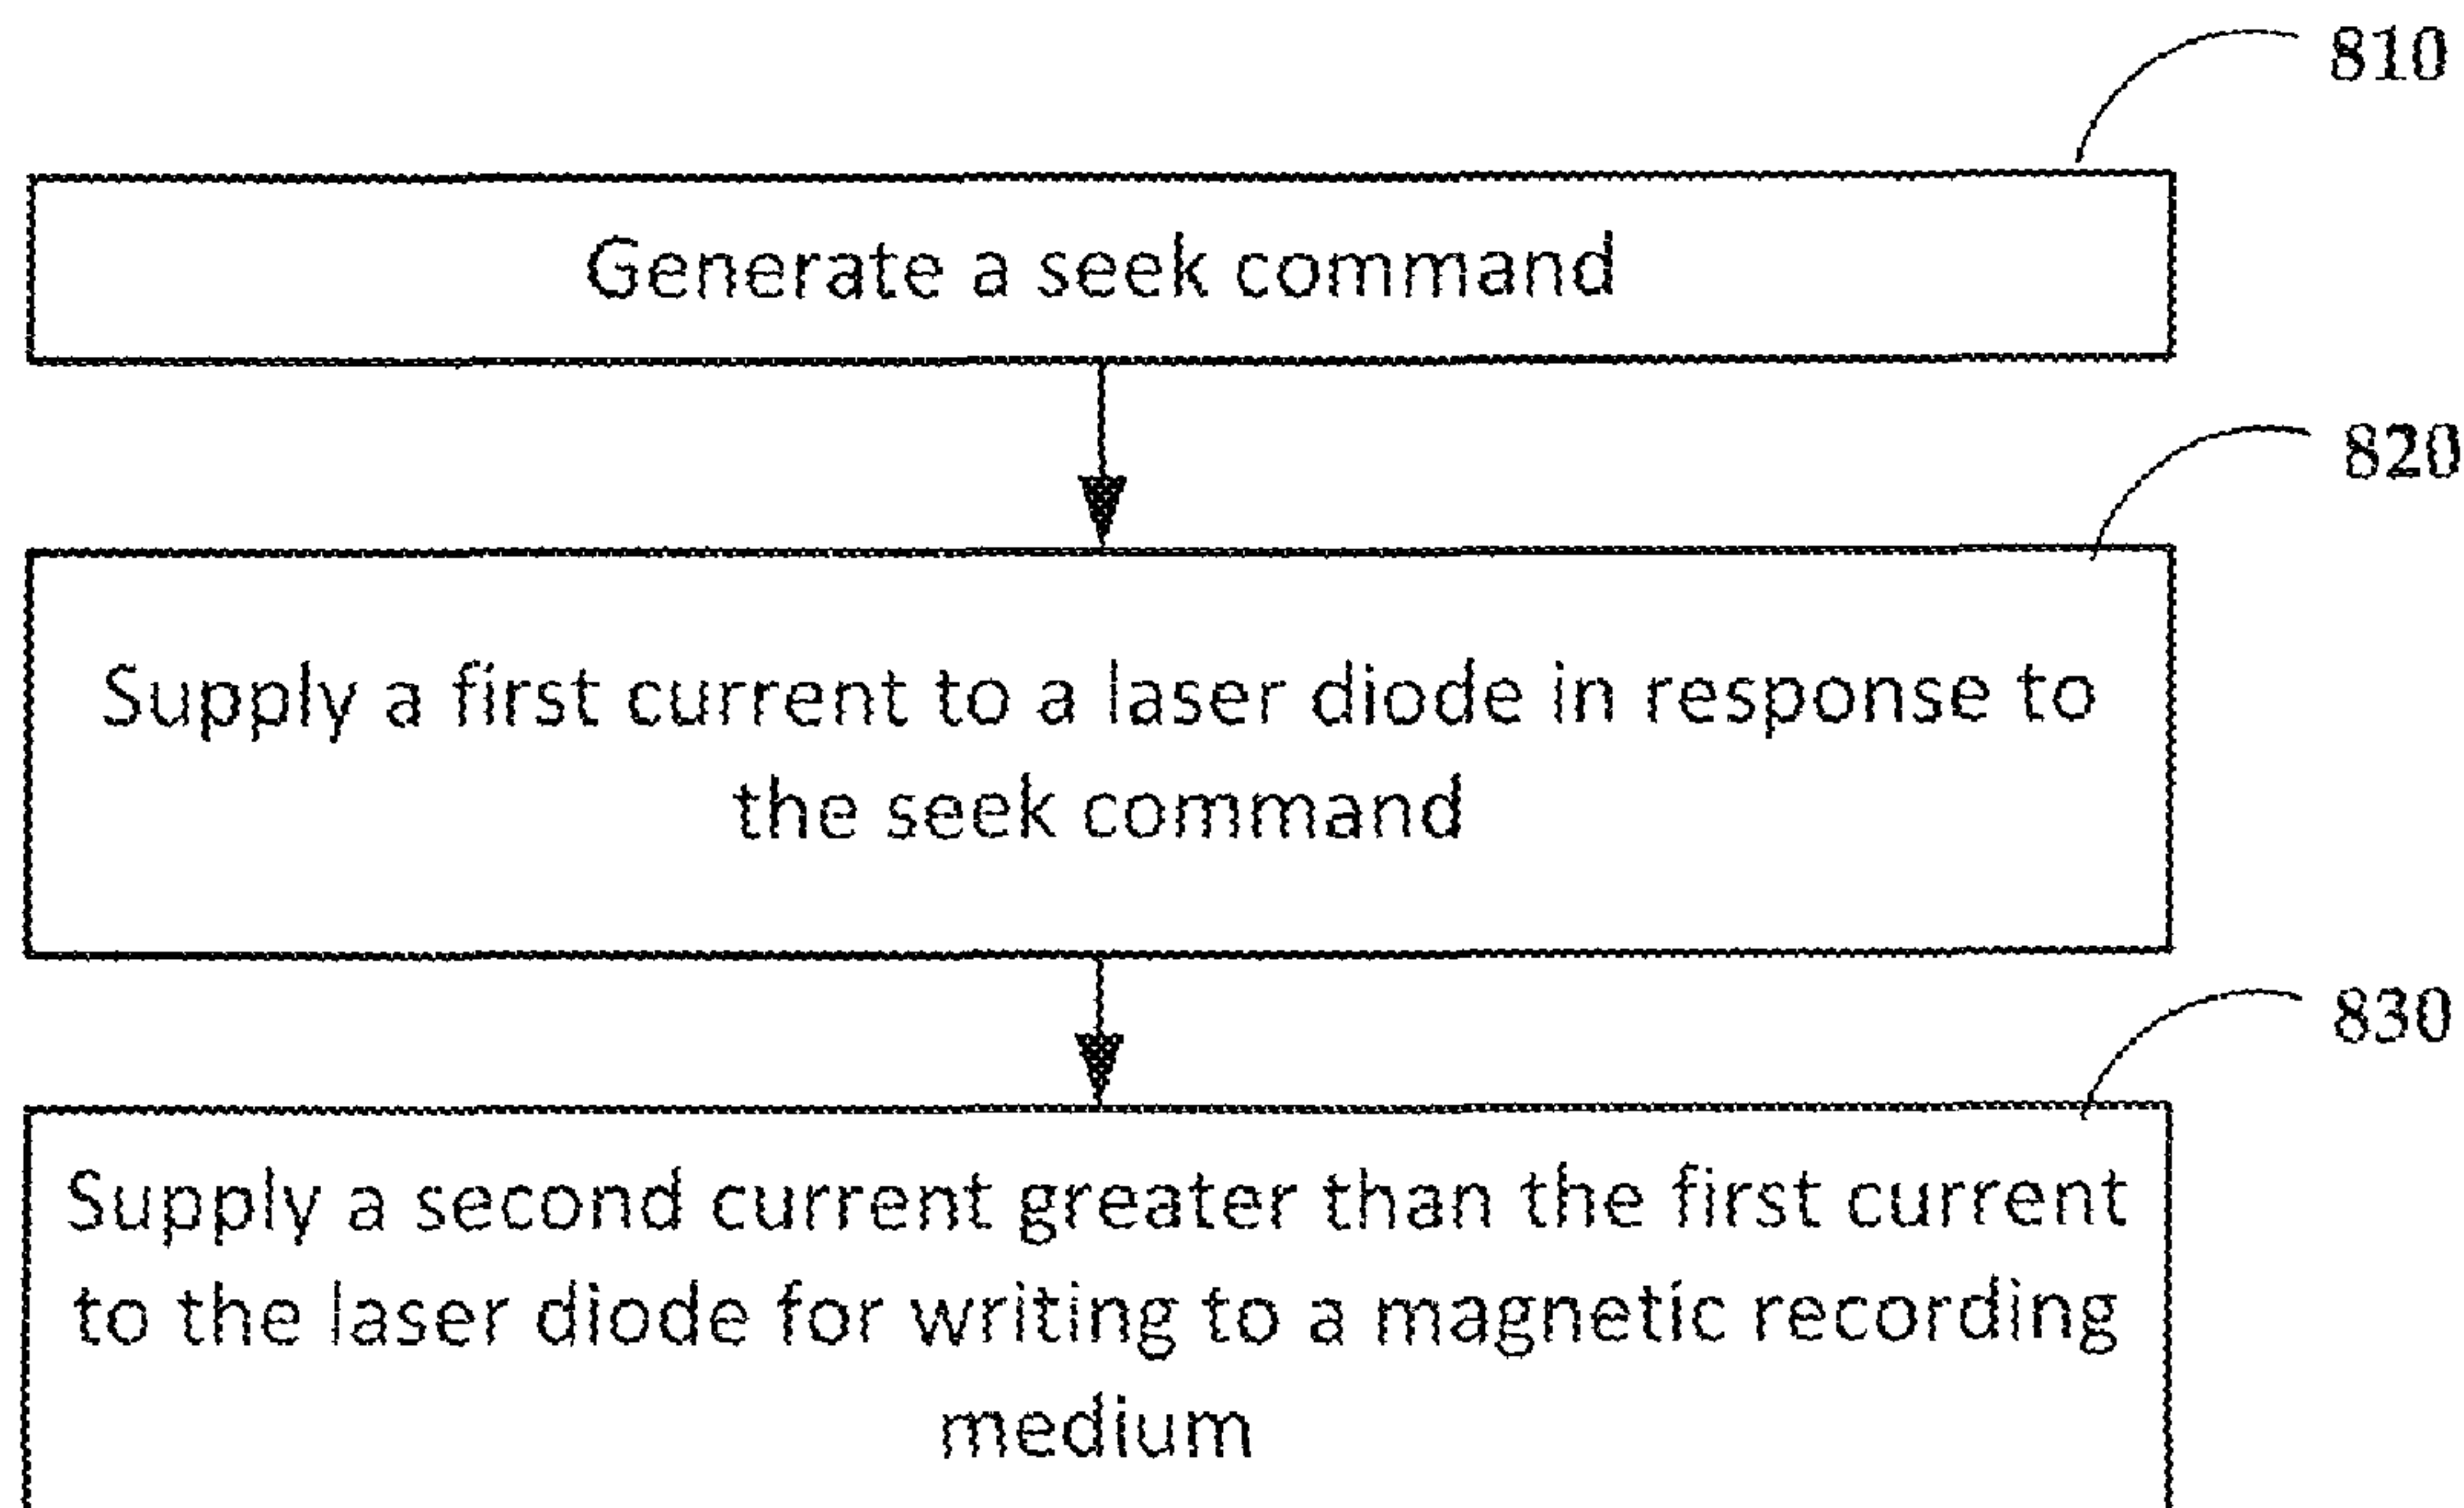 810
Generate a seek command
820
Supply a first current to a laser diode in response to
the seek command
830
Supply a second current greater than the first current
to the laser diode for writing to a magnetic recording
medium